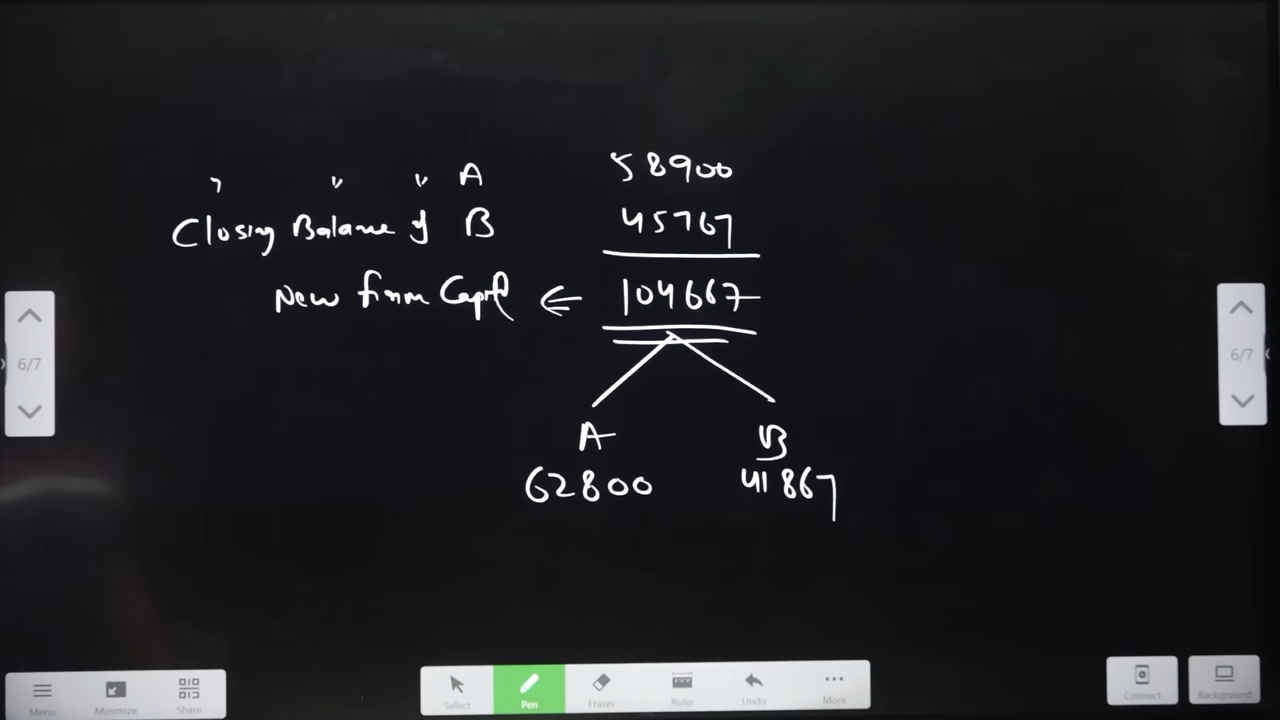 " " " A 58900
Closing Balance of B 45767
New firm Capital ← 104667
A B
62800 41867
6/7 6/7
Menu Minimize Share Select Pen Eraser Ruler Undo More Connect Background